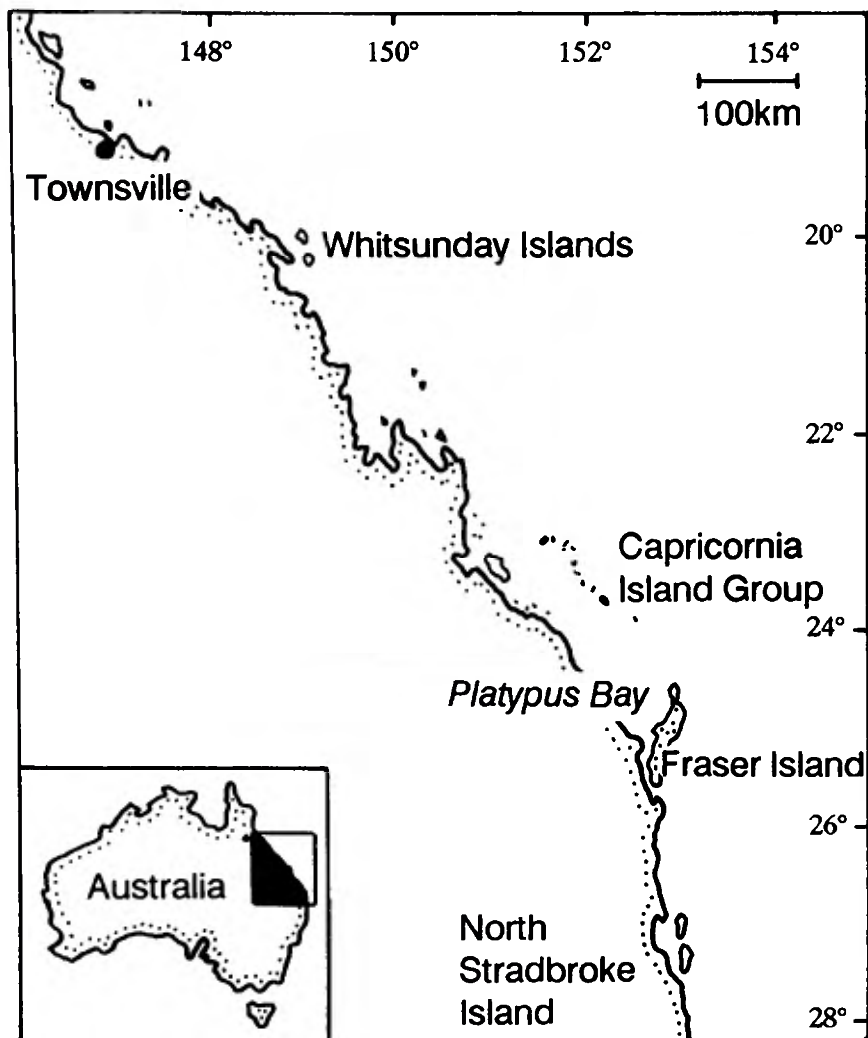 148° 150° 152° 154°
100km
Townsville
Whitsunday Islands
20°
22°
Capricornia
Island Group
24°
Platypus Bay
Fraser Island
26°
Australia
North
Stradbroke
Island
28°